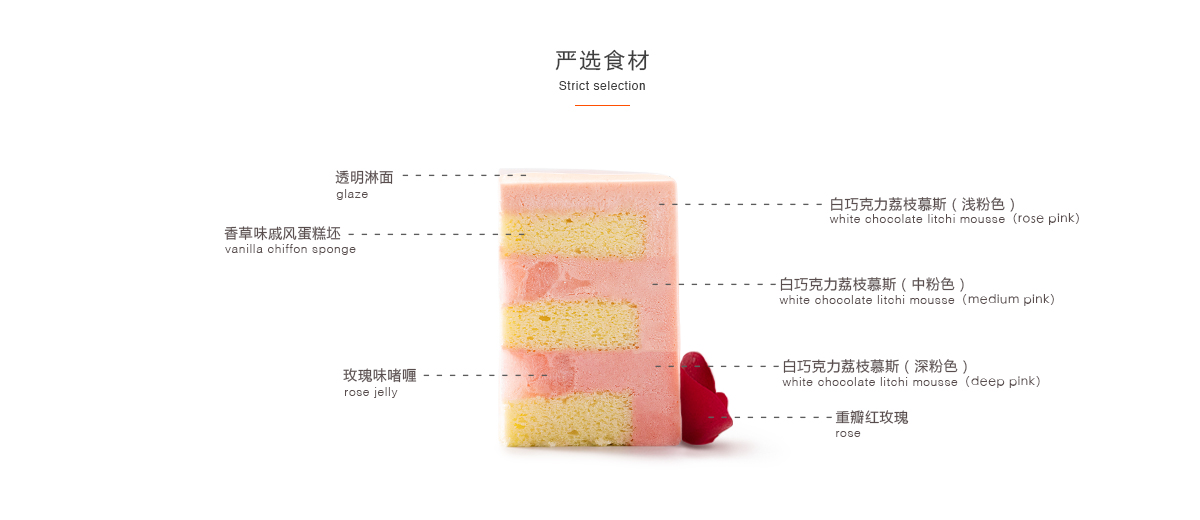 严选食材
Strict selection
透明淋面
glaze
白巧克力荔枝慕斯（浅粉色）
white chocolate litchi mousse（rose pink）
香草味戚风蛋糕坯
vanilla chiffon sponge
白巧克力荔枝慕斯（中粉色）
white chocolate litchi mousse（medium pink）
白巧克力荔枝慕斯（深粉色）
white chocolate litchi mousse（deep pink）
玫瑰味啫喱
rose jelly
重瓣红玫瑰
rose